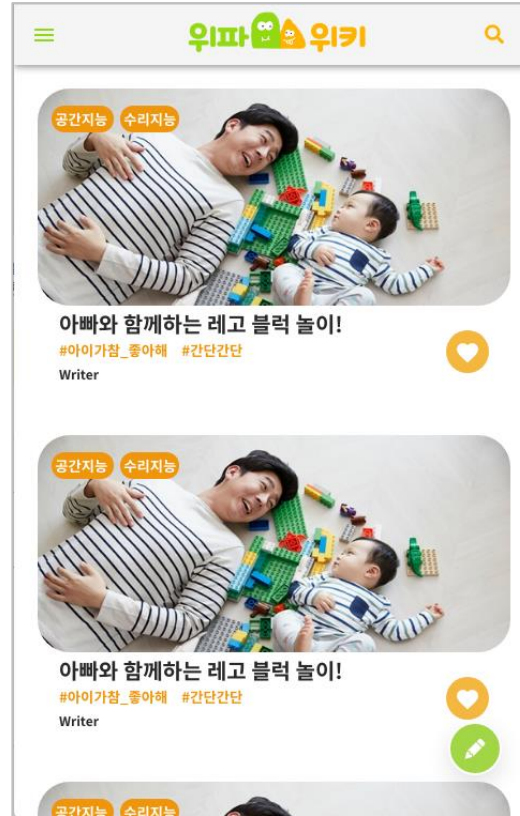 위파 위키
공간지능 수리지능
아빠와 함께하는 레고 블럭 놀이!
#아이가참_좋아해 #간단간단
Writer
공간지능 수리지능
아빠와 함께하는 레고 블럭 놀이!
#아이가참_좋아해 #간단간단
Writer
공간지능 수리지능